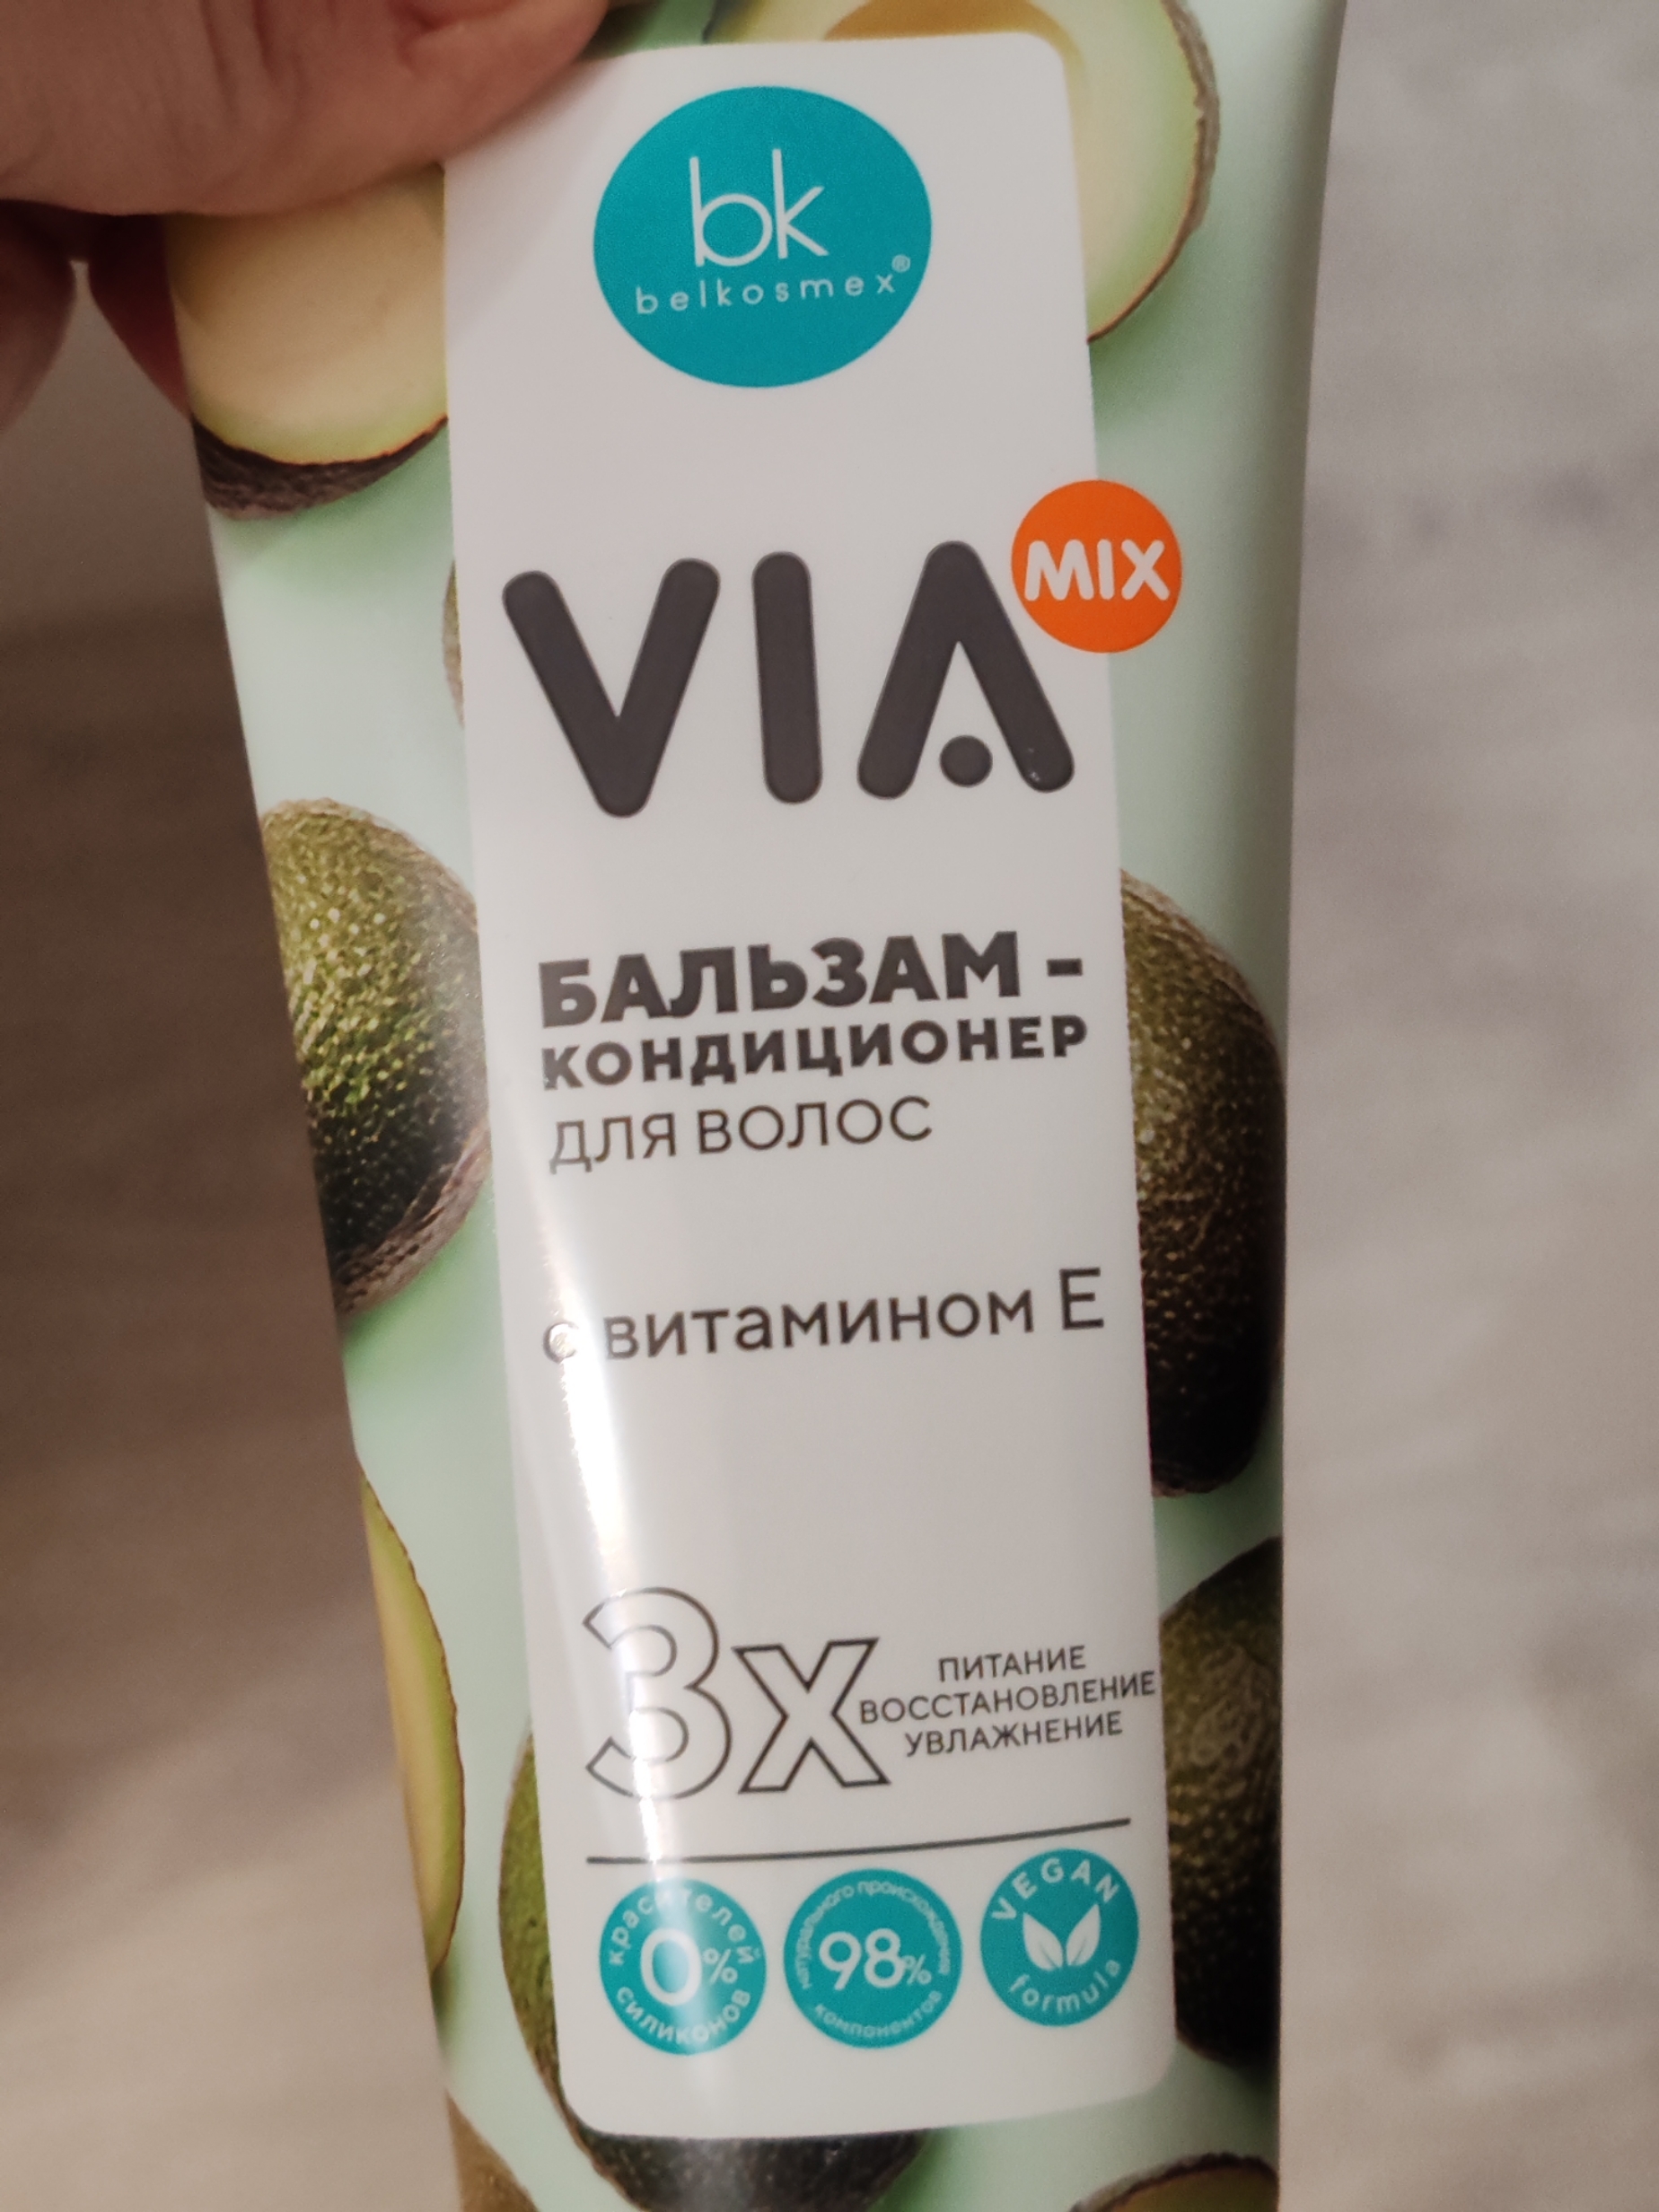 bk
belkosmex®
VIA
MIX
БАЛЬЗАМ -
КОНДИЦИОНЕР
ДЛЯ ВОЛОС
с витамином Е
3x
ПИТАНИЕ
ВОССТАНОВЛЕНИЕ
УВЛАЖНЕНИЕ
красителей
0%
силиконов
натурального происхождения
98%
компонентов
VEGAN
formula